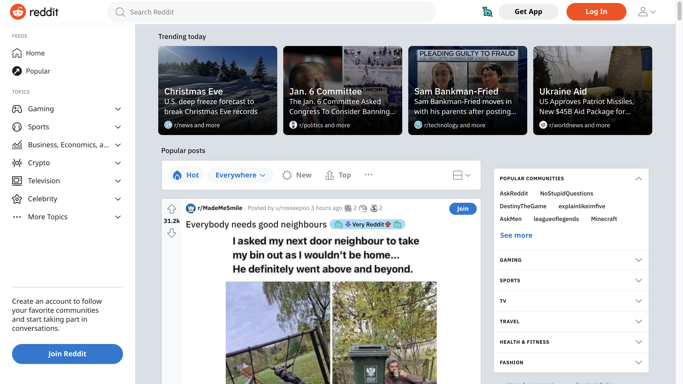 reddit
Search Reddit
Get App
Log In
FEEDS
Home
Popular
TOPICS
Gaming
Sports
Business, Economics, a...
Crypto
Television
Celebrity
More Topics
Create an account to follow
your favorite communities
and start taking part in
conversations.
Join Reddit
Trending today
Christmas Eve
U.S. deep freeze forecast to
break Christmas Eve records
r/news and more
Jan. 6 Committee
The Jan. 6 Committee Asked
Congress To Consider Banning...
r/politics and more
PLEADING GUILTY TO FRAUD
Sam Bankman-Fried
Sam Bankman-Fried moves in
with his parents after posting...
r/technology and more
Ukraine Aid
US Approves Patriot Missiles,
New $45B Aid Package for...
r/worldnews and more
Popular posts
Hot
Everywhere
New
Top
31.2k
r/MadeMeSmile · Posted by u/rosseepoo 3 hours ago 2 2
Join
Everybody needs good neighbours
Very Reddit
I asked my next door neighbour to take
my bin out as I wouldn't be home...
He definitely went above and beyond.
POPULAR COMMUNITIES
AskReddit NoStupidQuestions
DestinyTheGame explainlikeimfive
AskMen leagueoflegends Minecraft
See more
GAMING
SPORTS
TV
TRAVEL
HEALTH & FITNESS
FASHION